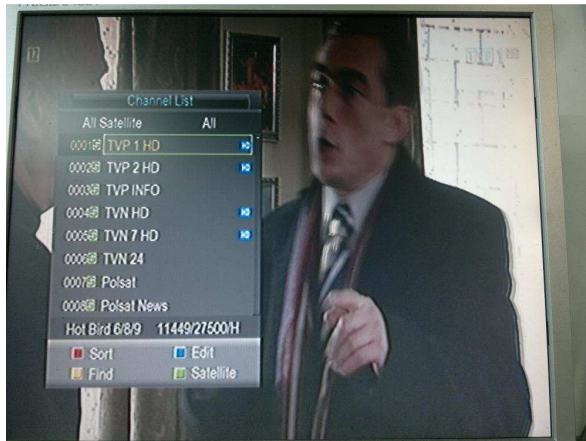 Channel List
All Satellite All
0001 TVP 1 HD
0002 TVP 2 HD
0003 TVP INFO
0004 TVN HD
0005 TVN 7 HD
0006 TVN 24
0007 Polsat
0008 Polsat News
Hot Bird 6/8/9 11449/27500/H
Sort Edit
Find Satellite